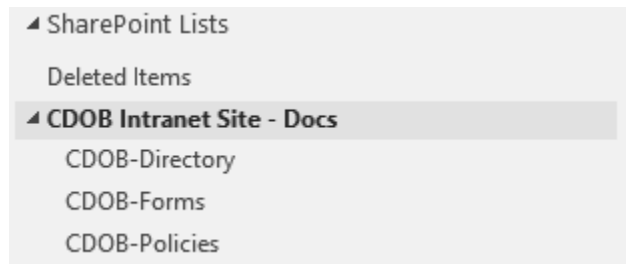 SharePoint Lists
Deleted Items
CDOB Intranet Site - Docs
CDOB-Directory
CDOB-Forms
CDOB-Policies